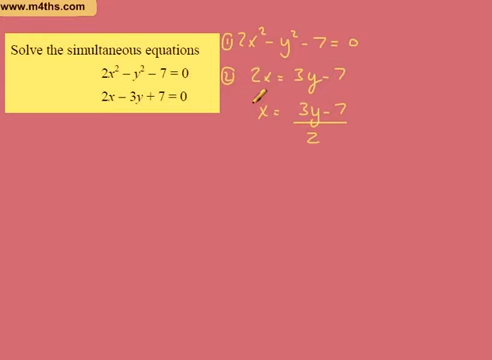 www.m4ths.com
Solve the simultaneous equations
2x² − y² − 7 = 0
2x − 3y + 7 = 0
① 2x² - y² - 7 = 0
② 2x = 3y - 7
x = 3y - 7
2